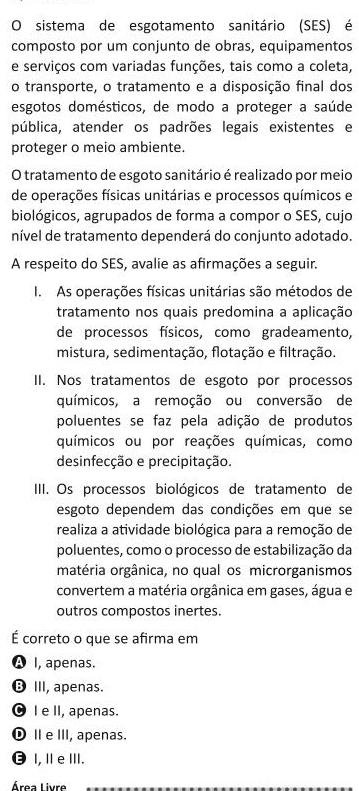 O sistema de esgotamento sanitário (SES) é
composto por um conjunto de obras, equipamentos
e serviços com variadas funções, tais como a coleta,
o transporte, o tratamento e a disposição final dos
esgotos domésticos, de modo a proteger a saúde
pública, atender os padrões legais existentes e
proteger o meio ambiente.
O tratamento de esgoto sanitário é realizado por meio
de operações físicas unitárias e processos químicos e
biológicos, agrupados de forma a compor o SES, cujo
nível de tratamento dependerá do conjunto adotado.
A respeito do SES, avalie as afirmações a seguir.
I. As operações físicas unitárias são métodos de
tratamento nos quais predomina a aplicação
de processos físicos, como gradeamento,
mistura, sedimentação, flotação e filtração.
II. Nos tratamentos de esgoto por processos
químicos, a remoção ou conversão de
poluentes se faz pela adição de produtos
químicos ou por reações químicas, como
desinfecção e precipitação.
III. Os processos biológicos de tratamento de
esgoto dependem das condições em que se
realiza a atividade biológica para a remoção de
poluentes, como o processo de estabilização da
matéria orgânica, no qual os microrganismos
convertem a matéria orgânica em gases, água e
outros compostos inertes.
É correto o que se afirma em
A I, apenas.
B III, apenas.
C I e II, apenas.
D II e III, apenas.
E I, II e III.
Área Livre